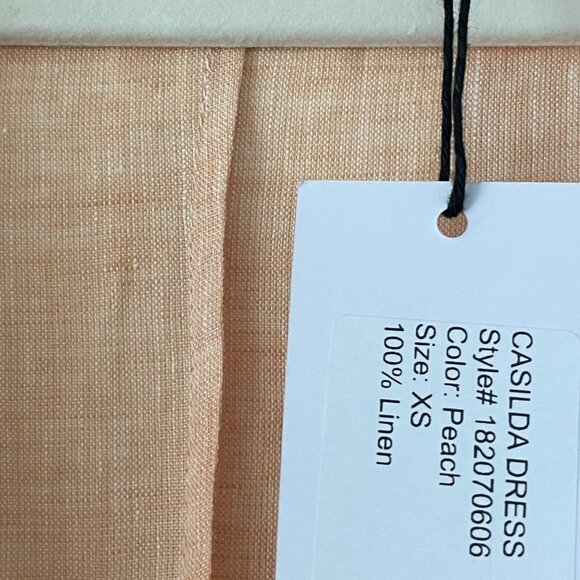 CASILDA DRESS
Style# 182070606
Color: Peach
Size: XS
100% Linen